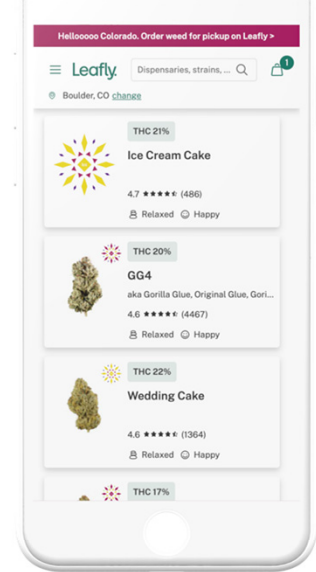 Hellooooo Colorado. Order weed for pickup on Leafly >
Leafly.
Dispensaries, strains, ...
1
Boulder, CO change
THC 21%
Ice Cream Cake
4.7 ★★★★⯨ (486)
Relaxed Happy
THC 20%
GG4
aka Gorilla Glue, Original Glue, Gori...
4.6 ★★★★⯨ (4467)
Relaxed Happy
THC 22%
Wedding Cake
4.6 ★★★★⯨ (1364)
Relaxed Happy
THC 17%